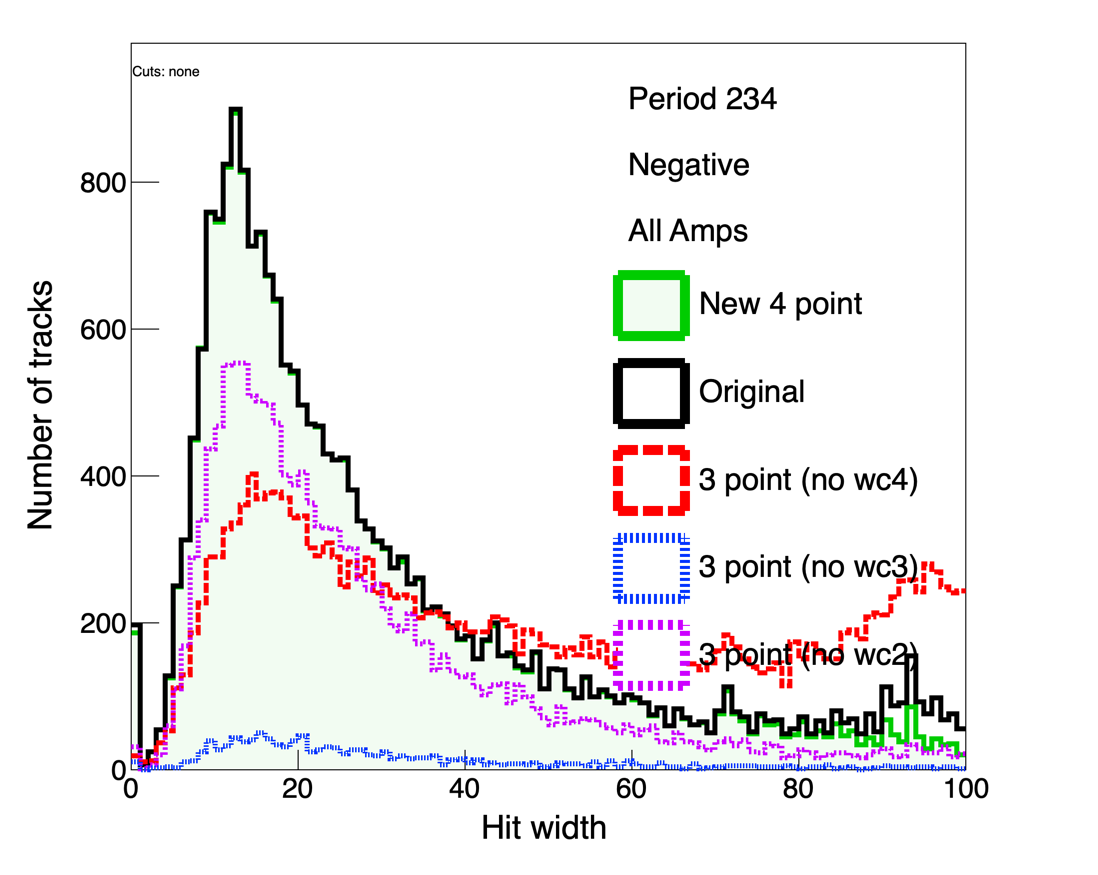 Cuts: none
Period 234
Negative
All Amps
New 4 point
Original
3 point (no wc4)
3 point (no wc3)
3 point (no wc2)
Number of tracks
800
600
400
200
0
0 20 40 60 80 100
Hit width